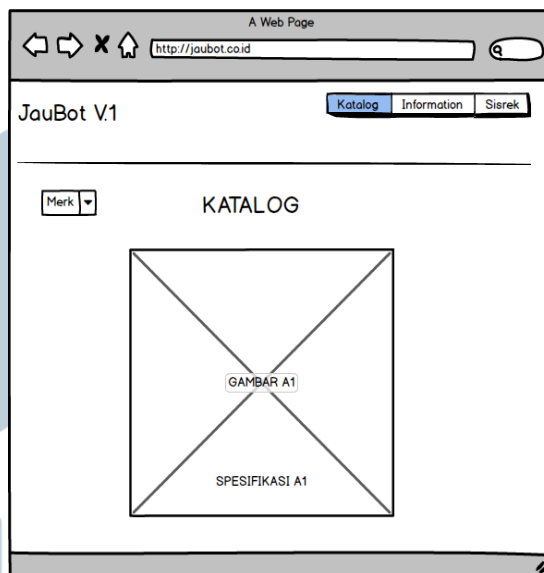 A Web Page
http://jaubot.co.id
JauBot V.1
Katalog Information Sisrek
Merk
KATALOG
GAMBAR A1
SPESIFIKASI A1